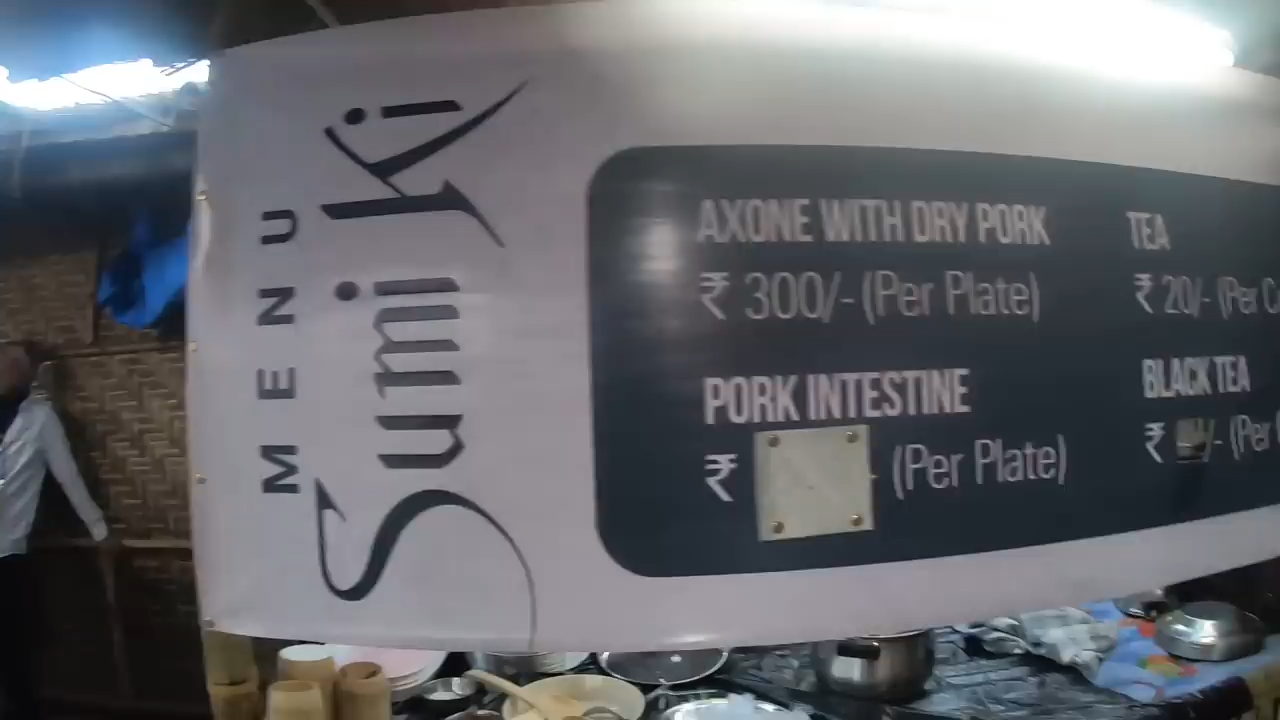 MENU
Sumi Ki
AXONE WITH DRY PORK
₹ 300/- (Per Plate)
PORK INTESTINE
₹ (Per Plate)
TEA
₹ 20/- (Per
BLACK TEA
₹ /- (Per